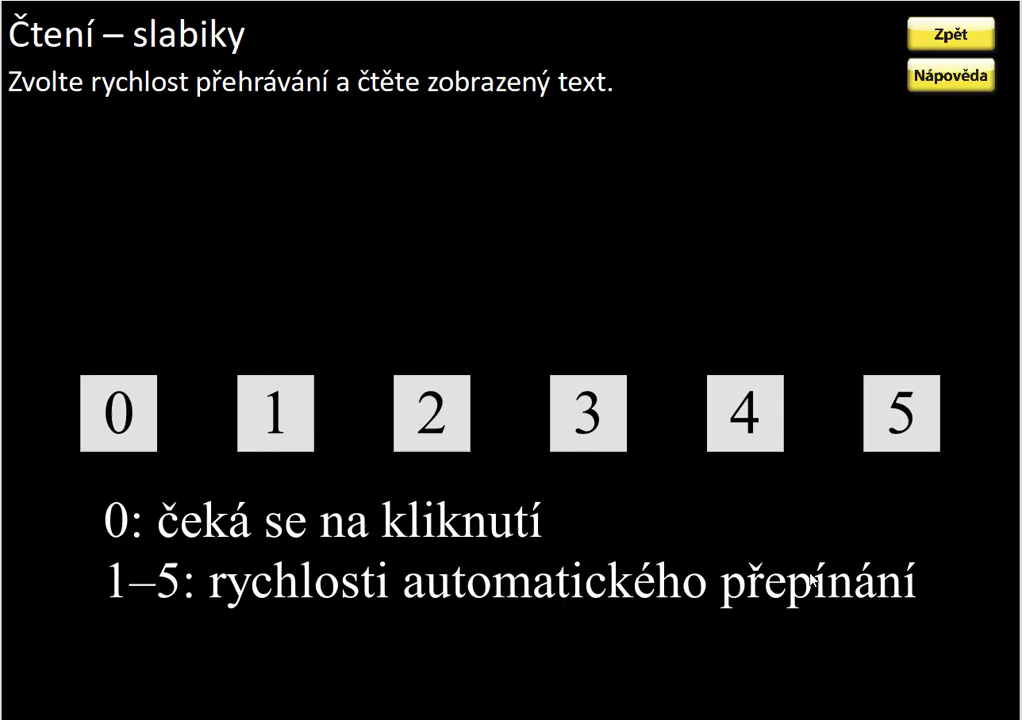 Čtení – slabiky
Zpět
Zvolte rychlost přehrávání a čtěte zobrazený text.
Nápověda
0 1 2 3 4 5
0: čeká se na kliknutí
1–5: rychlosti automatického přepínání